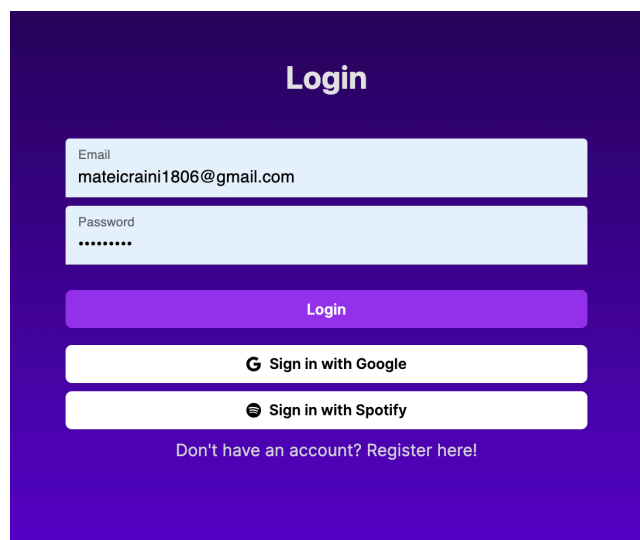 Login
Email
mateicraini1806@gmail.com
Password
•••••••••
Login
Sign in with Google
Sign in with Spotify
Don't have an account? Register here!